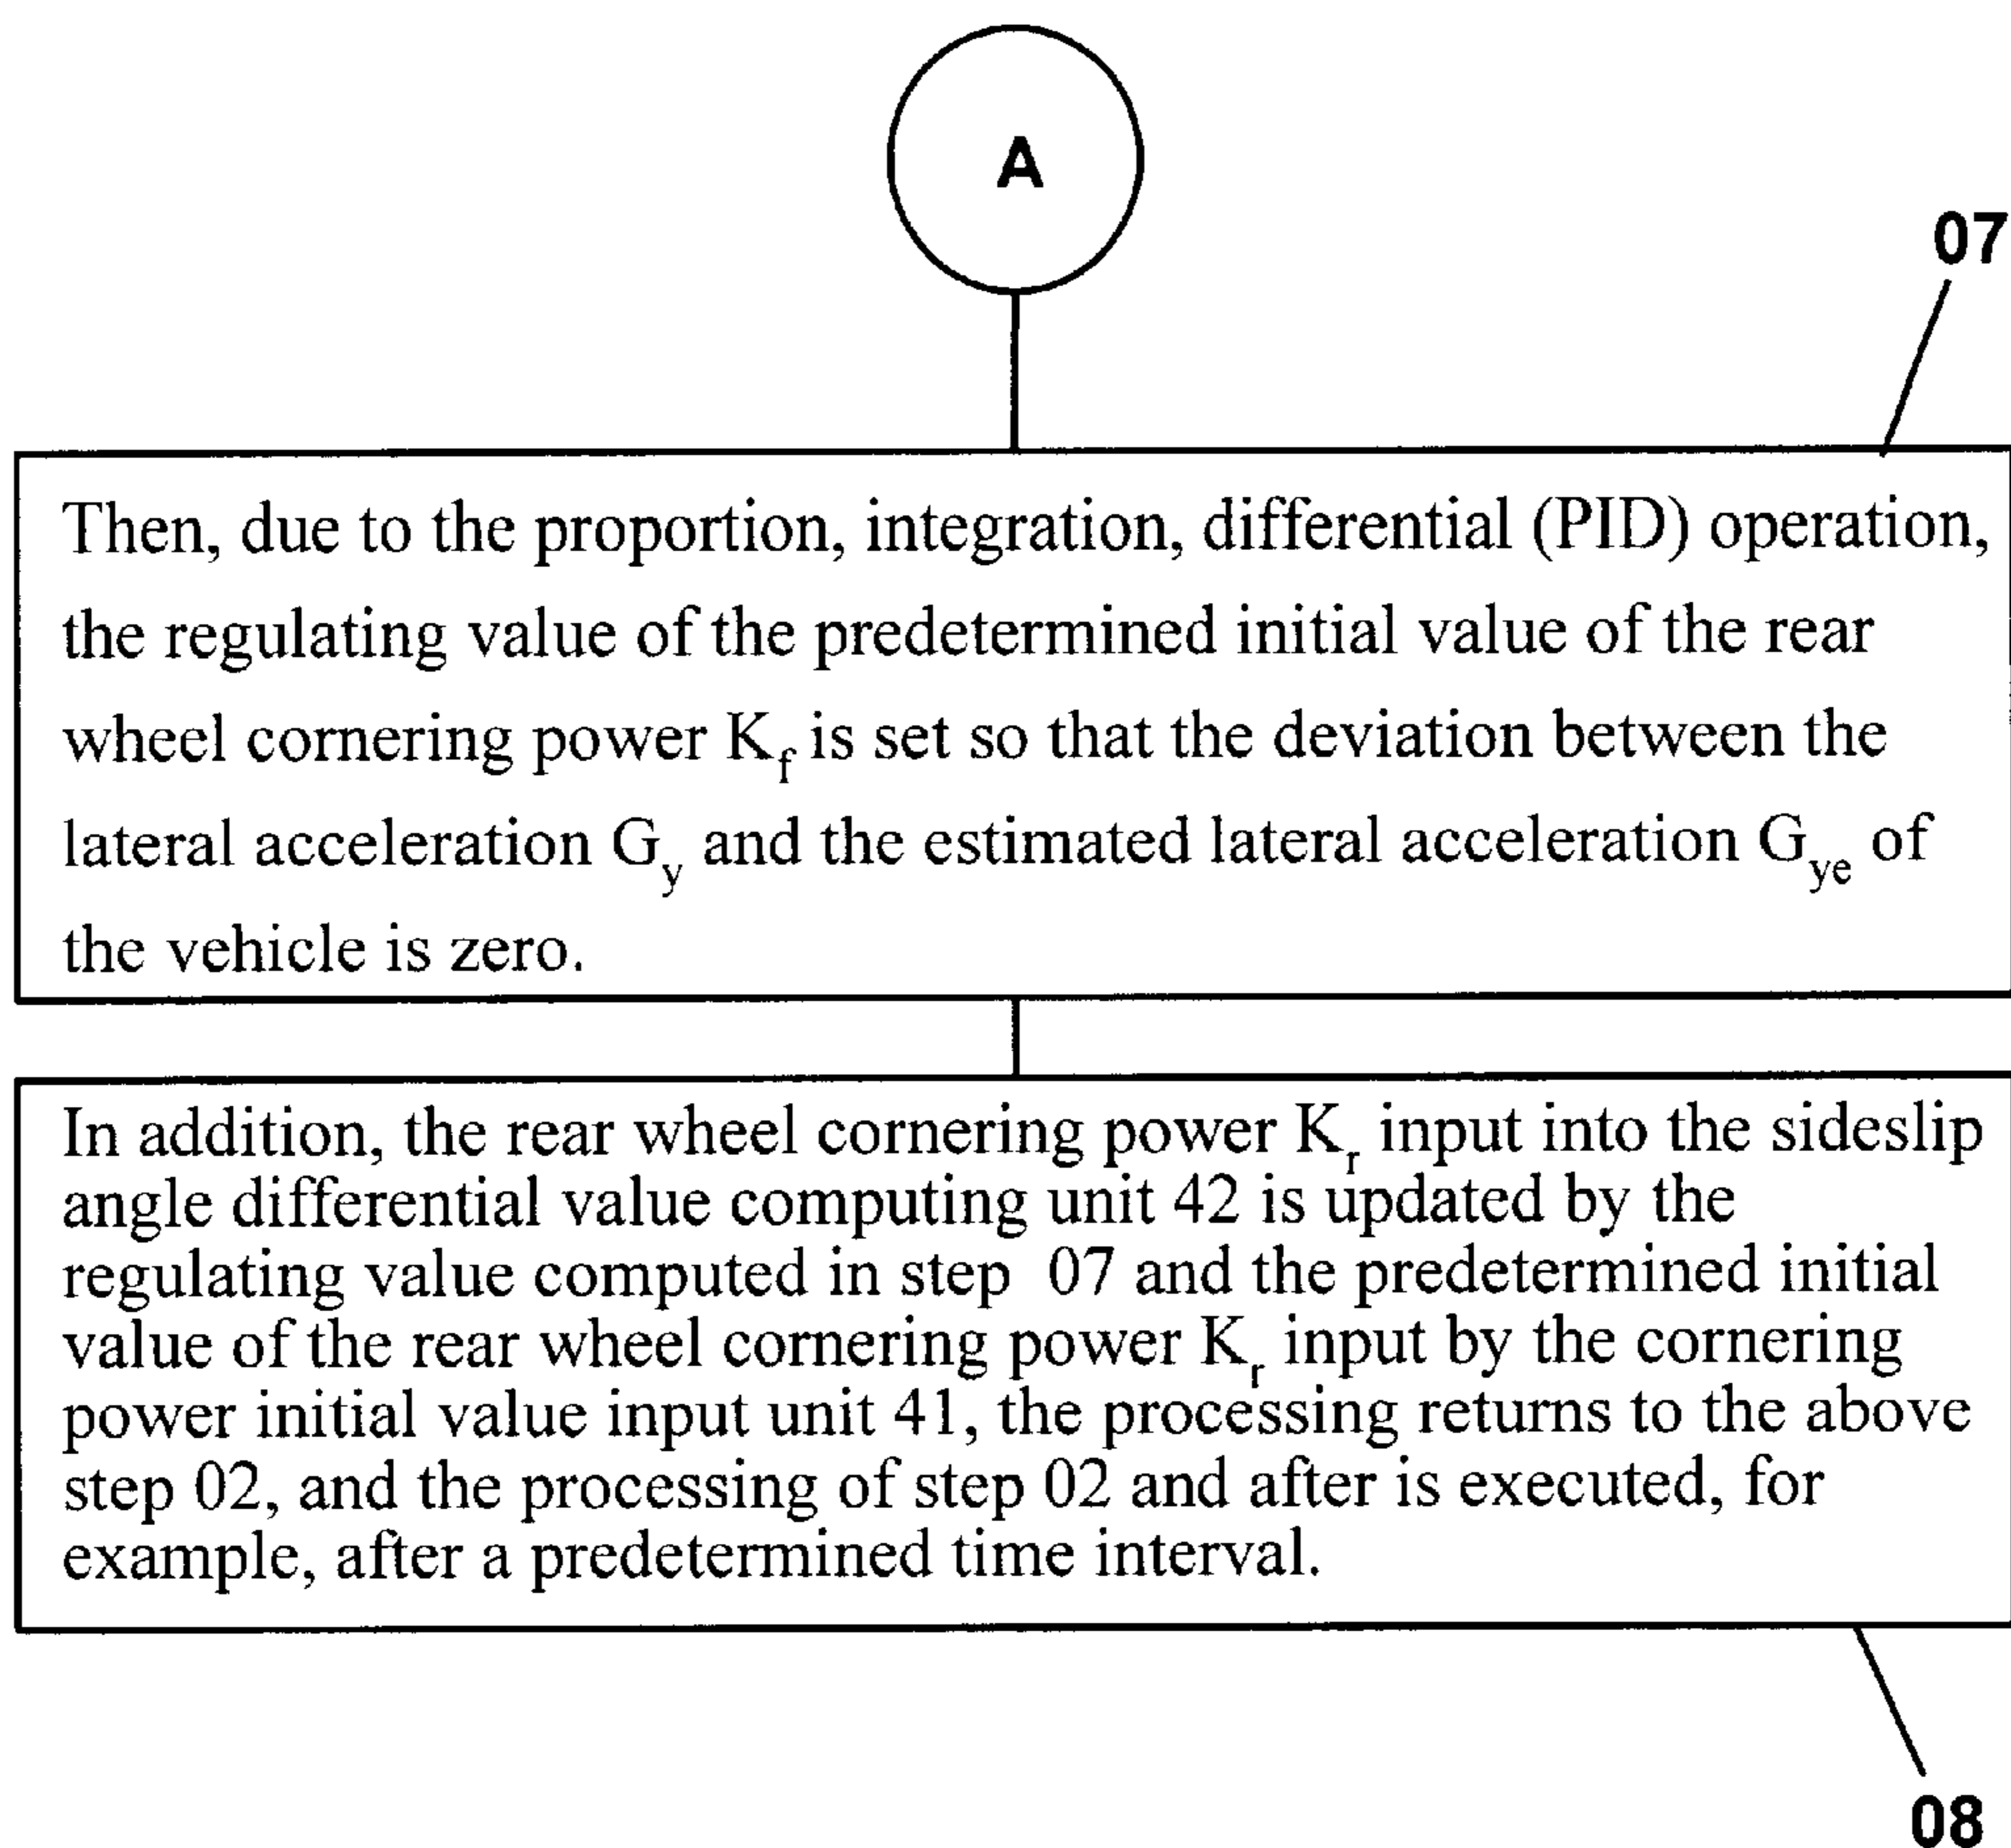 A
07
Then, due to the proportion, integration, differential (PID) operation,
the regulating value of the predetermined initial value of the rear
wheel cornering power K_f is set so that the deviation between the
lateral acceleration G_y and the estimated lateral acceleration G_ye of
the vehicle is zero.
In addition, the rear wheel cornering power K_r input into the sideslip
angle differential value computing unit 42 is updated by the
regulating value computed in step 07 and the predetermined initial
value of the rear wheel cornering power K_r input by the cornering
power initial value input unit 41, the processing returns to the above
step 02, and the processing of step 02 and after is executed, for
example, after a predetermined time interval.
08